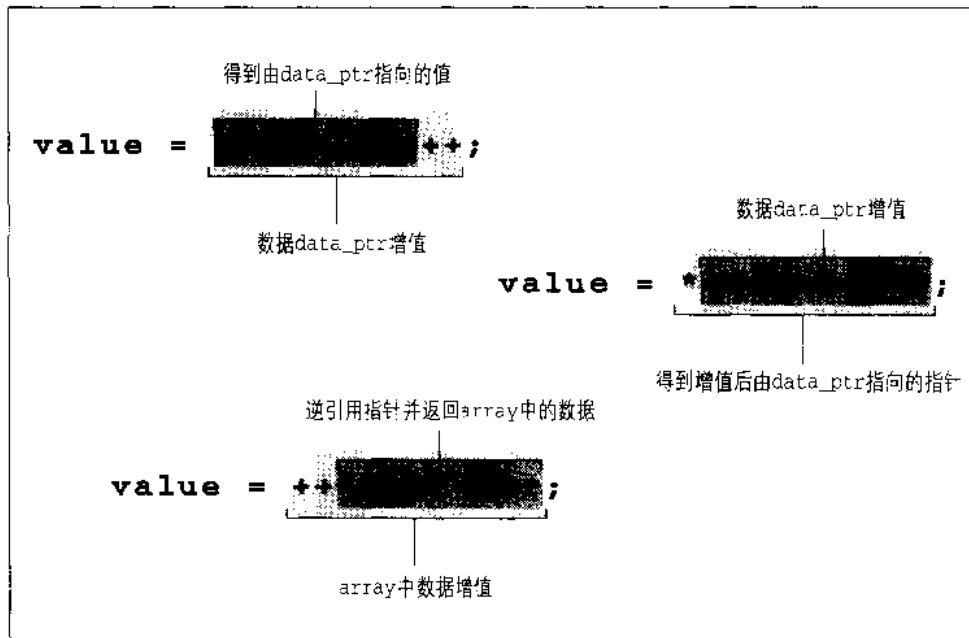 得到由data_ptr指向的值
value = ++;
数据data_ptr增值
数据data_ptr增值
value = * ;
得到增值后由data_ptr指向的指针
逆引用指针并返回array中的数据
value = ++ ;
array中数据增值